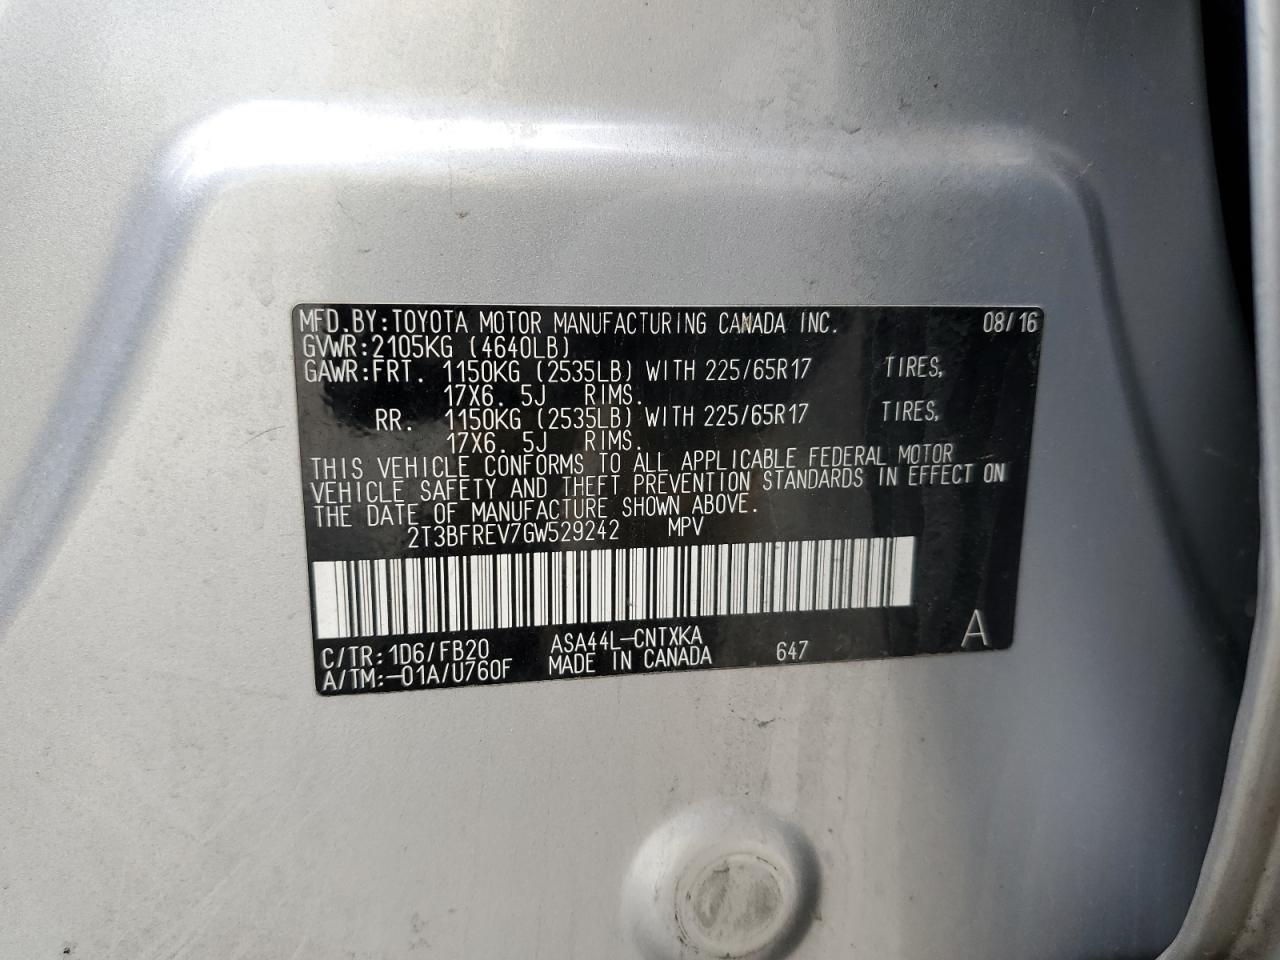 MFD.BY:TOYOTA MOTOR MANUFACTURING CANADA INC. 08/16
GVWR:2105KG (4640LB)
GAWR:FRT. 1150KG (2535LB) WITH 225/65R17 TIRES,
17X6. 5J RIMS.
RR. 1150KG (2535LB) WITH 225/65R17 TIRES,
17X6. 5J RIMS.
THIS VEHICLE CONFORMS TO ALL APPLICABLE FEDERAL MOTOR
VEHICLE SAFETY AND THEFT PREVENTION STANDARDS IN EFFECT ON
THE DATE OF MANUFACTURE SHOWN ABOVE.
2T3BFREV7GW529242 MPV
C/TR:1D6/FB20 ASA44L-CNTXKA
A/TM:-01A/U760F MADE IN CANADA 647 A